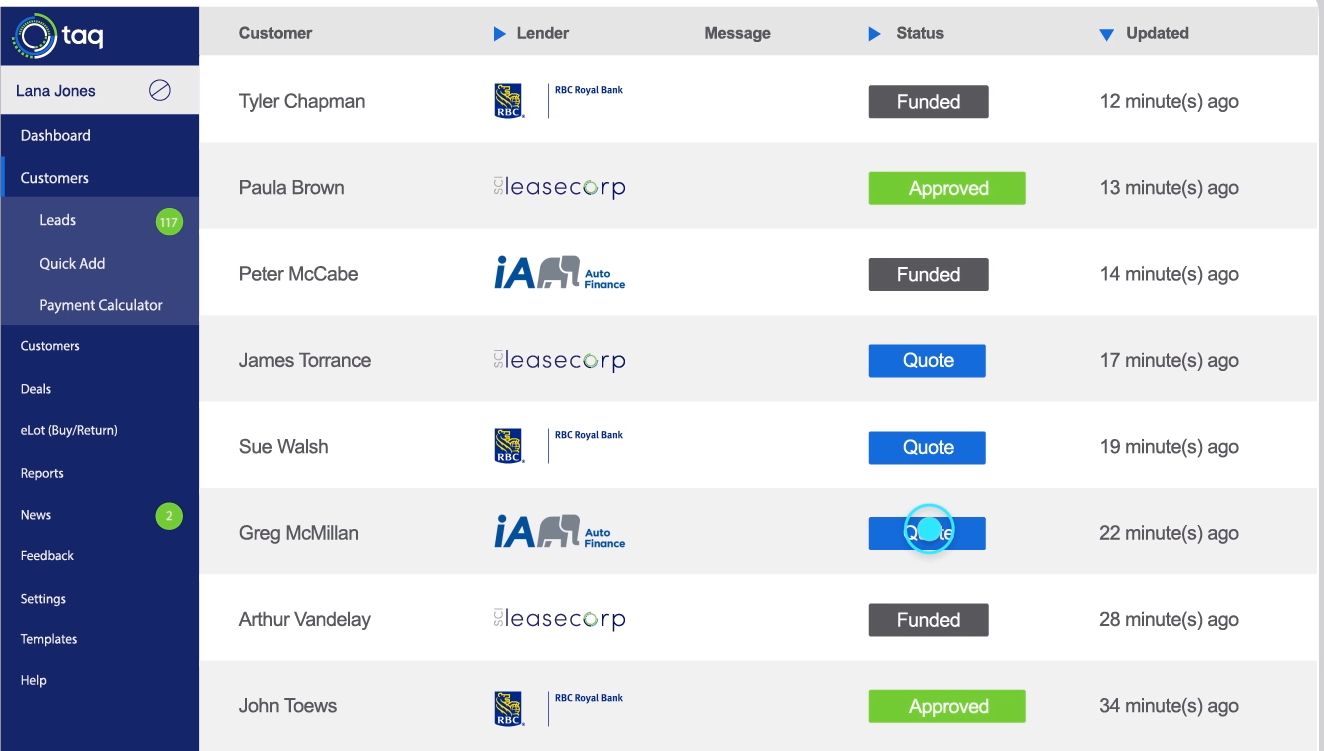 taq
Lana Jones
Dashboard
Customers
Leads 117
Quick Add
Payment Calculator
Customers
Deals
eLot (Buy/Return)
Reports
News 2
Feedback
Settings
Templates
Help
Customer Lender Message Status Updated
Tyler Chapman RBC RBC Royal Bank Funded 12 minute(s) ago
Paula Brown SCI leasecorp Approved 13 minute(s) ago
Peter McCabe iA Auto Finance Funded 14 minute(s) ago
James Torrance SCI leasecorp Quote 17 minute(s) ago
Sue Walsh RBC RBC Royal Bank Quote 19 minute(s) ago
Greg McMillan iA Auto Finance Quote 22 minute(s) ago
Arthur Vandelay SCI leasecorp Funded 28 minute(s) ago
John Toews RBC RBC Royal Bank Approved 34 minute(s) ago